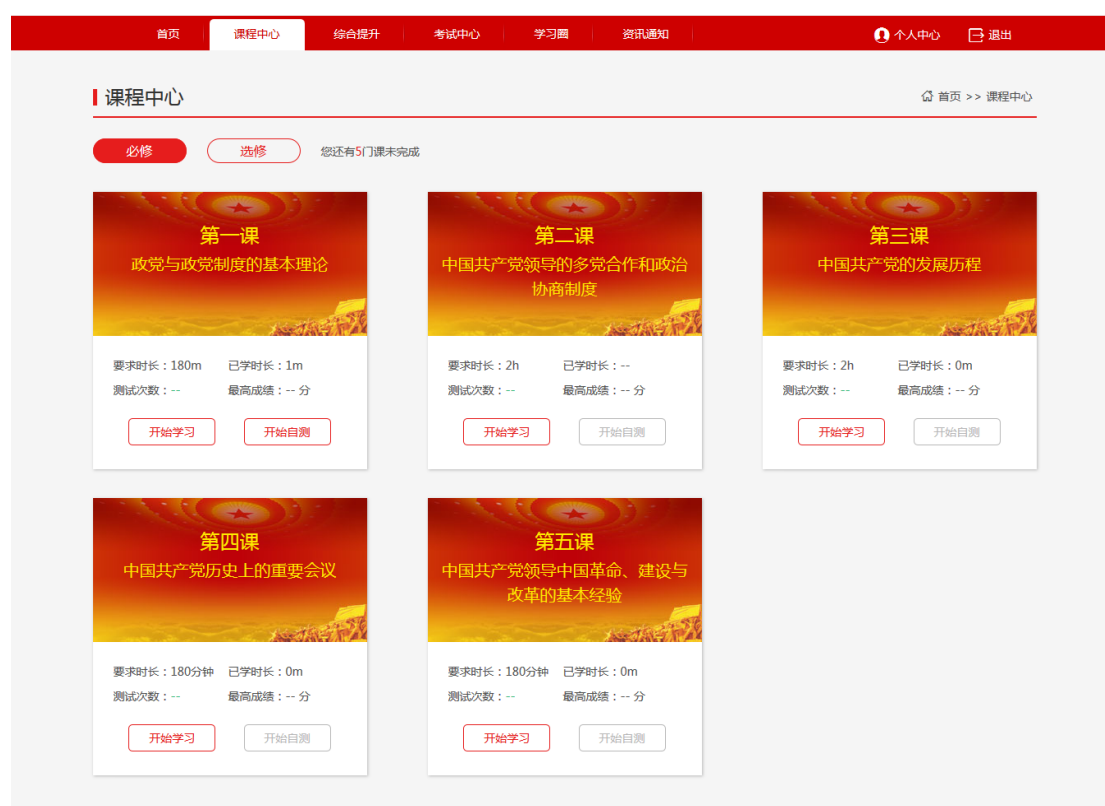 首页 课程中心 综合提升 考试中心 学习圈 资讯通知 个人中心 退出
课程中心 首页 >> 课程中心
必修 选修 您还有5门课未完成
第一课
政党与政党制度的基本理论
要求时长：180m 已学时长：1m
测试次数：-- 最高成绩：-- 分
开始学习 开始自测
第二课
中国共产党领导的多党合作和政治
协商制度
要求时长：2h 已学时长：--
测试次数：-- 最高成绩：-- 分
开始学习 开始自测
第三课
中国共产党的发展历程
要求时长：2h 已学时长：0m
测试次数：-- 最高成绩：-- 分
开始学习 开始自测
第四课
中国共产党历史上的重要会议
要求时长：180分钟 已学时长：0m
测试次数：-- 最高成绩：-- 分
开始学习 开始自测
第五课
中国共产党领导中国革命、建设与
改革的基本经验
要求时长：180分钟 已学时长：0m
测试次数：-- 最高成绩：-- 分
开始学习 开始自测